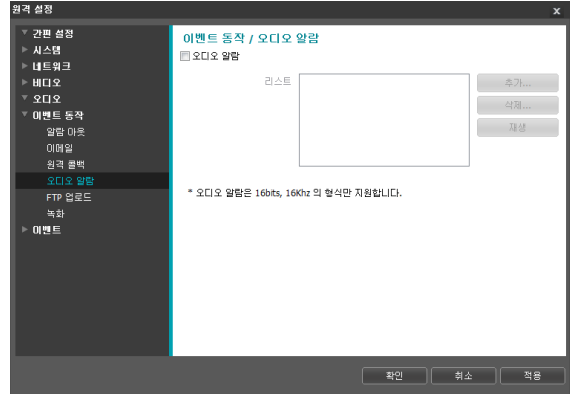 원격 설정
x
간편 설정
시스템
네트워크
비디오
오디오
이벤트 동작
알람 아웃
이메일
원격 콜백
오디오 알람
FTP 업로드
녹화
이벤트
이벤트 동작 / 오디오 알람
오디오 알람
리스트
추가...
삭제...
재생
* 오디오 알람은 16bits, 16Khz 의 형식만 지원합니다.
확인
취소
적용